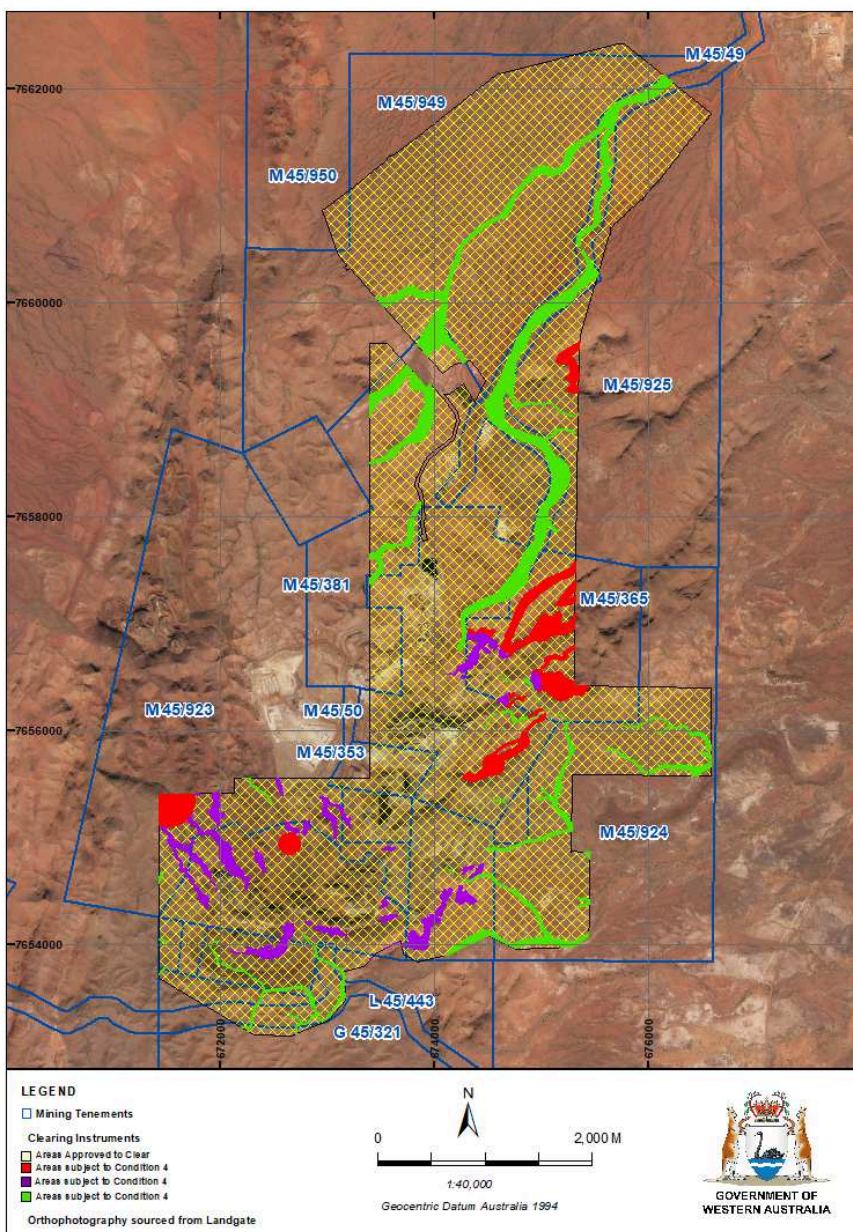 M 45/49
7662000
M 45/949
M 45/950
7660000
M 45/925
7658000
M 45/381
M 45/365
M 45/923
M 45/50
7656000
M 45/353
M 45/924
7654000
L 45/443
G 45/321
672000
674000
676000
LEGEND
Mining Tenements
Clearing Instruments
Areas Approved to Clear
Areas subject to Condition 4
Areas subject to Condition 4
Areas subject to Condition 4
Orthophotography sourced from Landgate
N
0 2,000 M
1:40,000
Geocentric Datum Australia 1994
GOVERNMENT OF
WESTERN AUSTRALIA